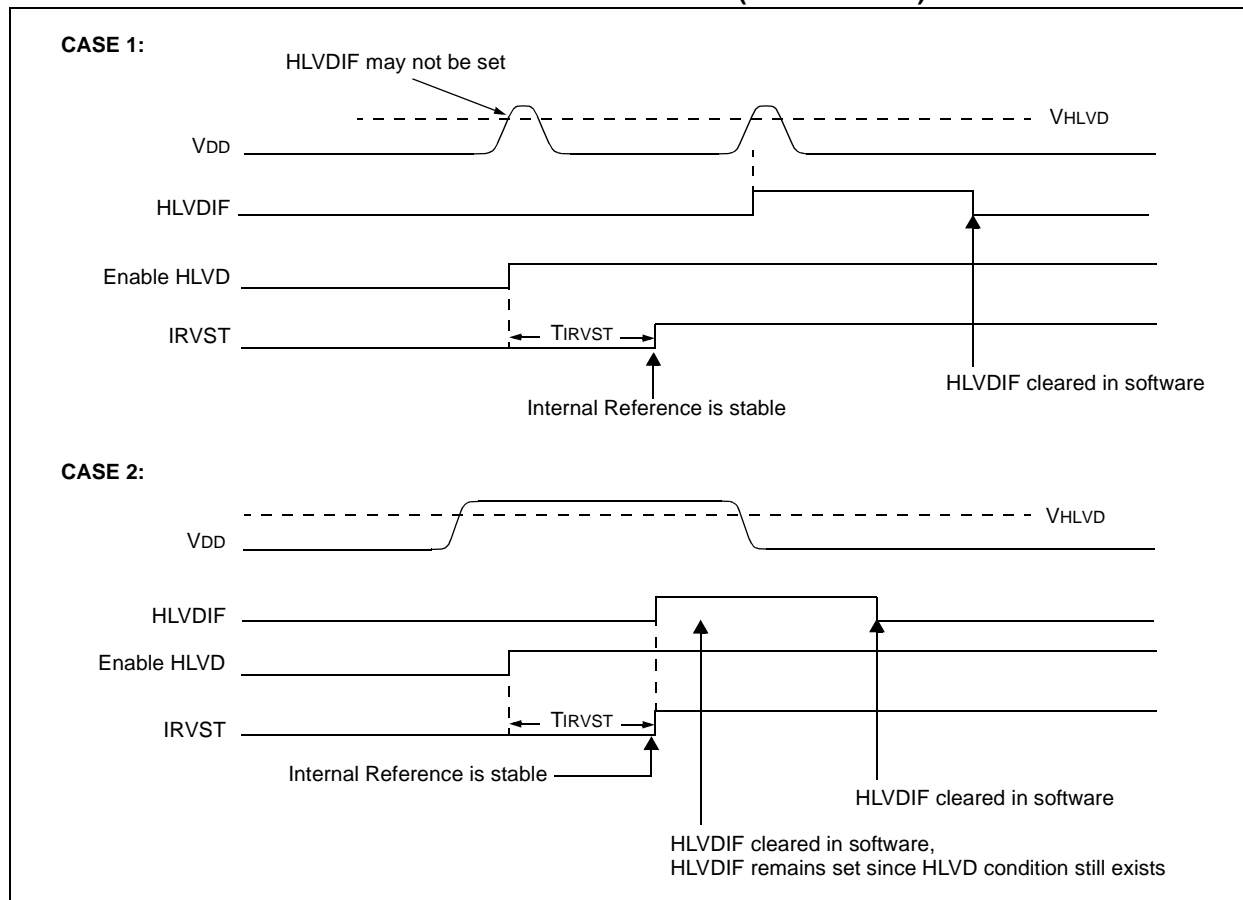 CASE 1:
HLVDIF may not be set
VHLVD
VDD
HLVDIF
Enable HLVD
IRVST
TIRVST
HLVDIF cleared in software
Internal Reference is stable
CASE 2:
VHLVD
VDD
HLVDIF
Enable HLVD
IRVST
TIRVST
Internal Reference is stable
HLVDIF cleared in software
HLVDIF cleared in software,
HLVDIF remains set since HLVD condition still exists